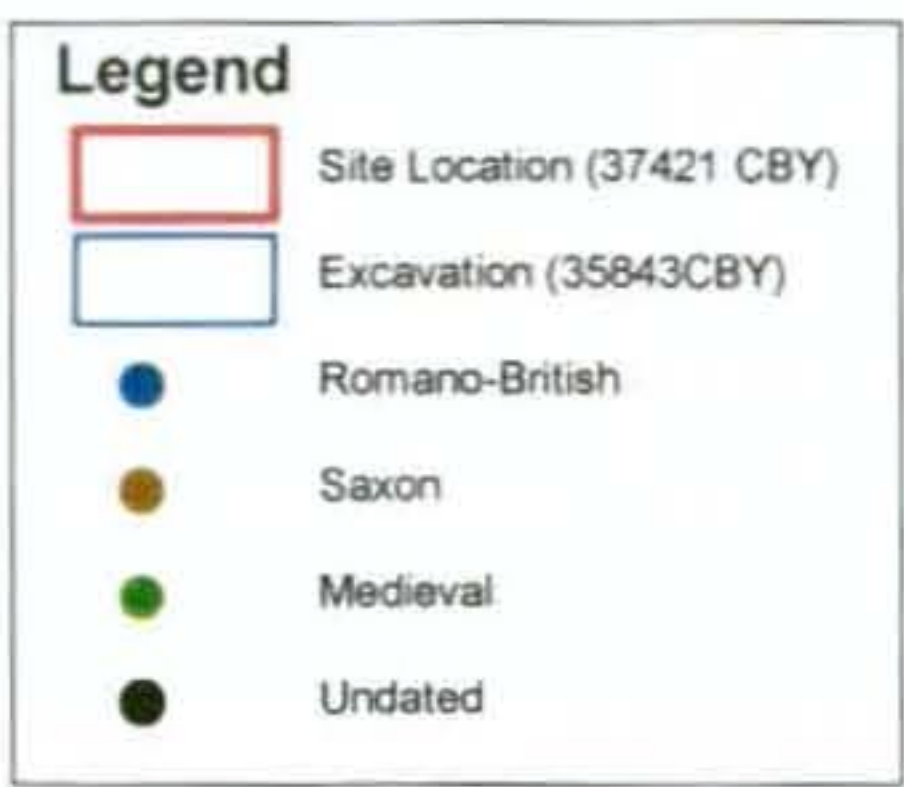 Legend
Site Location (37421 CBY)
Excavation (35843CBY)
Romano-British
Saxon
Medieval
Undated